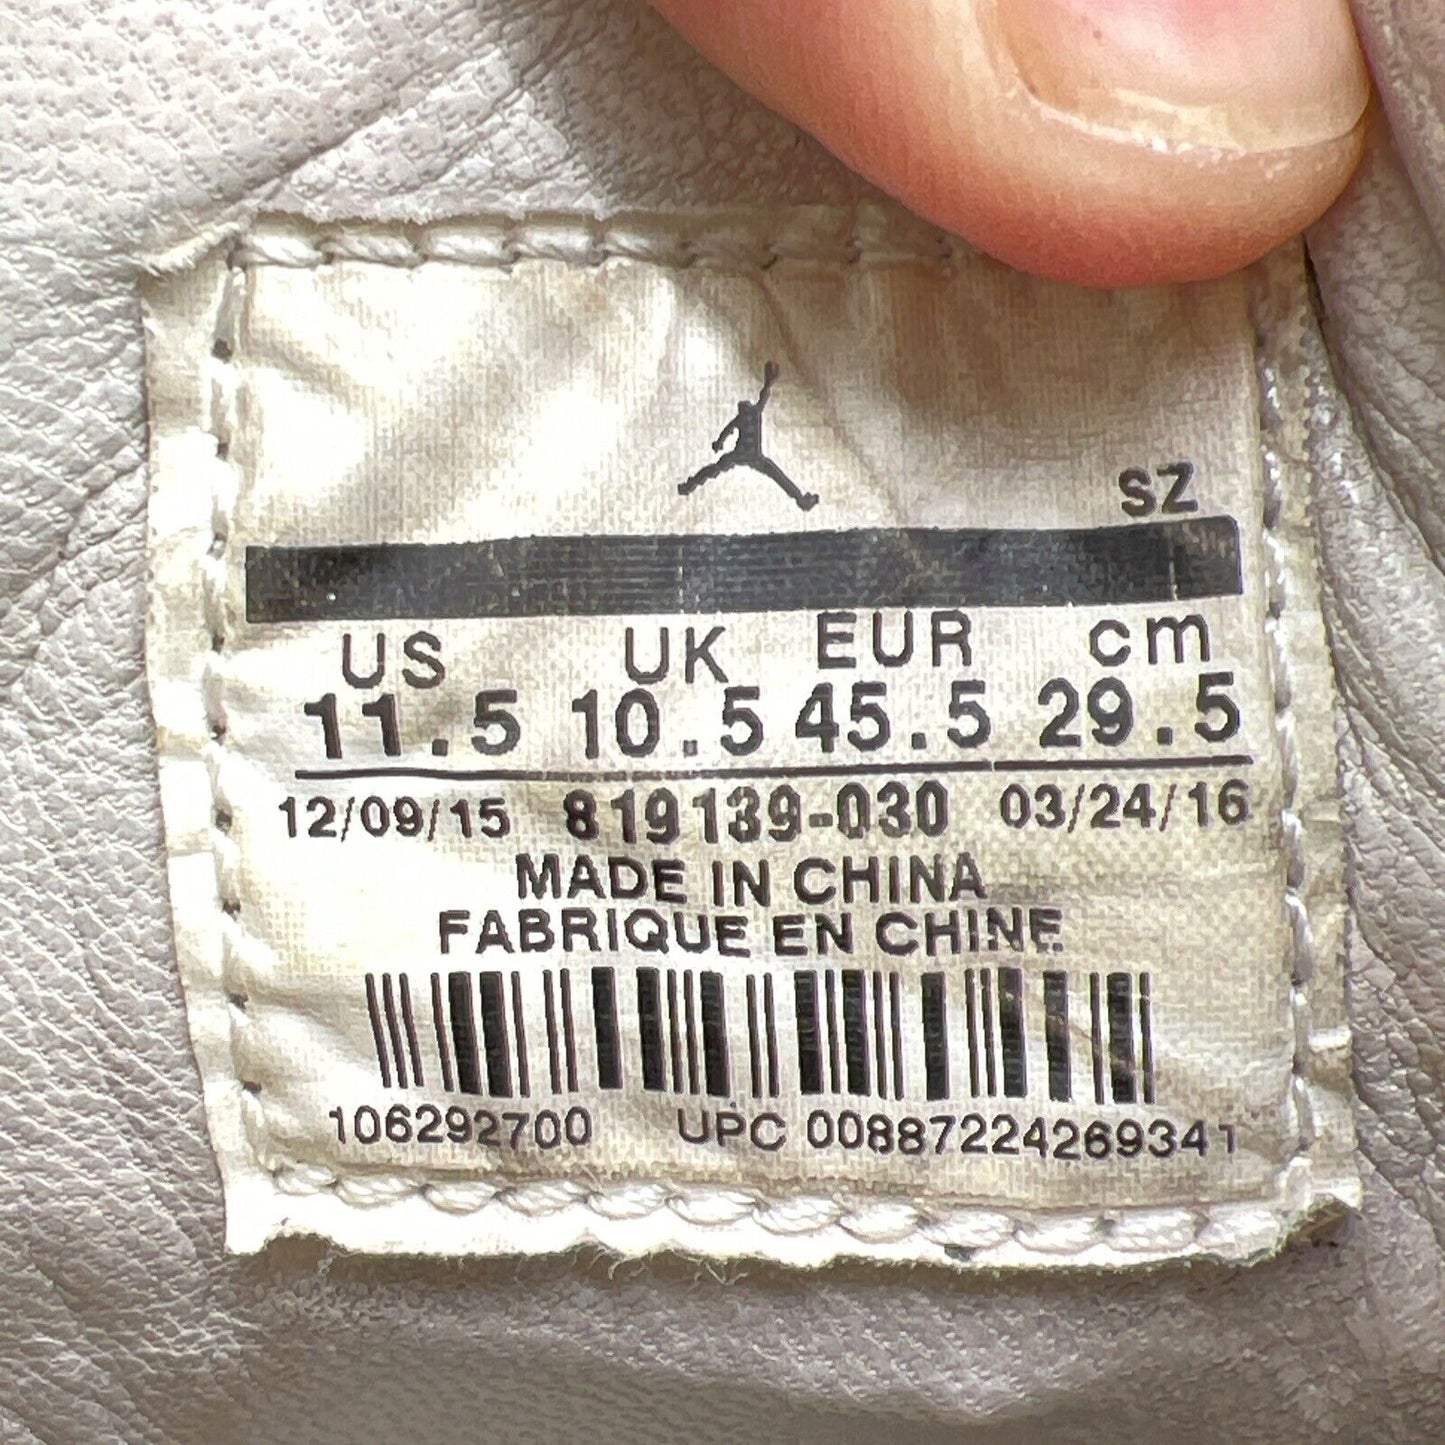 SZ
US UK EUR cm
11.5 10.5 45.5 29.5
12/09/15 819139-030 03/24/16
MADE IN CHINA
FABRIQUE EN CHINE
106292700 UPC 00887224269341